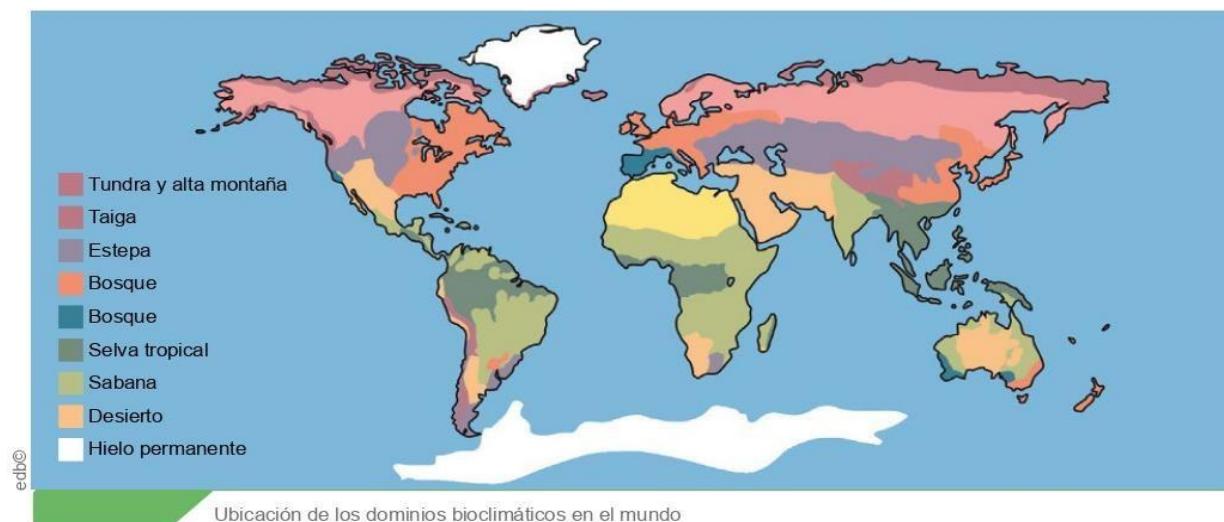 Tundra y alta montaña
Taiga
Estepa
Bosque
Bosque
Selva tropical
Sabana
Desierto
Hielo permanente
edb©
Ubicación de los dominios bioclimáticos en el mundo